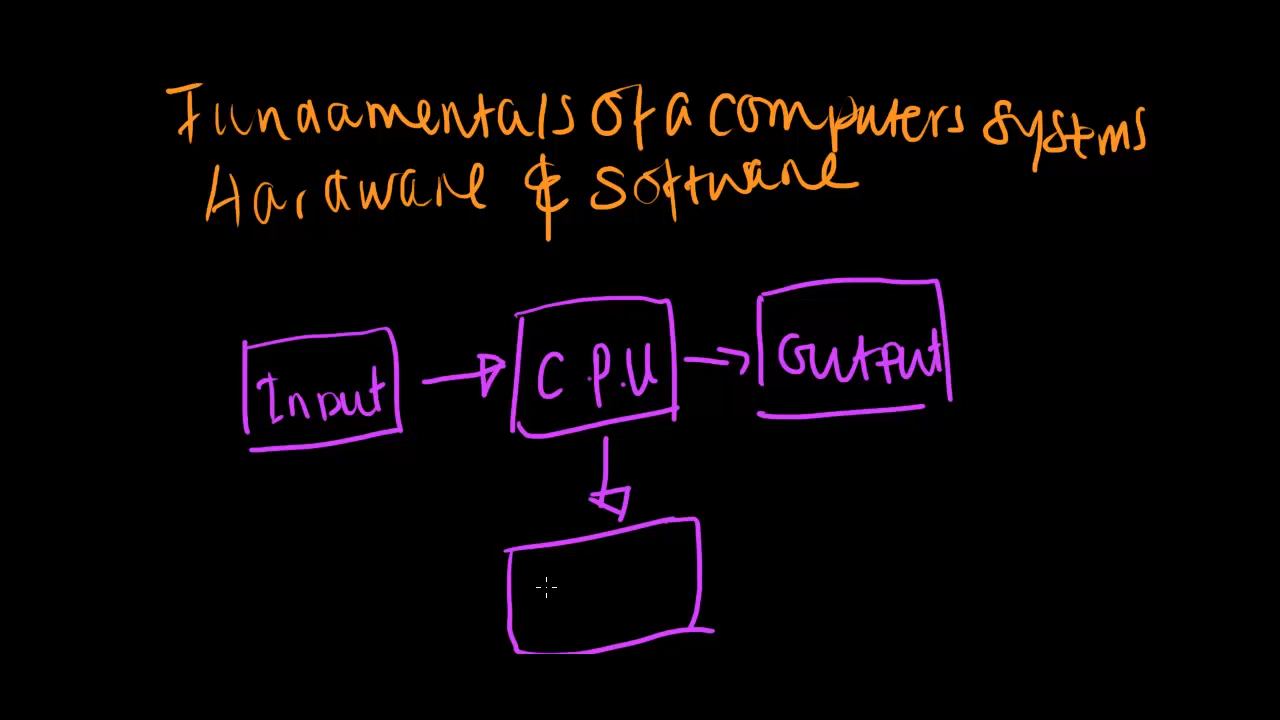 Fundamentals of a computers systems
Hardware & Software
Input
C.P.U
Output